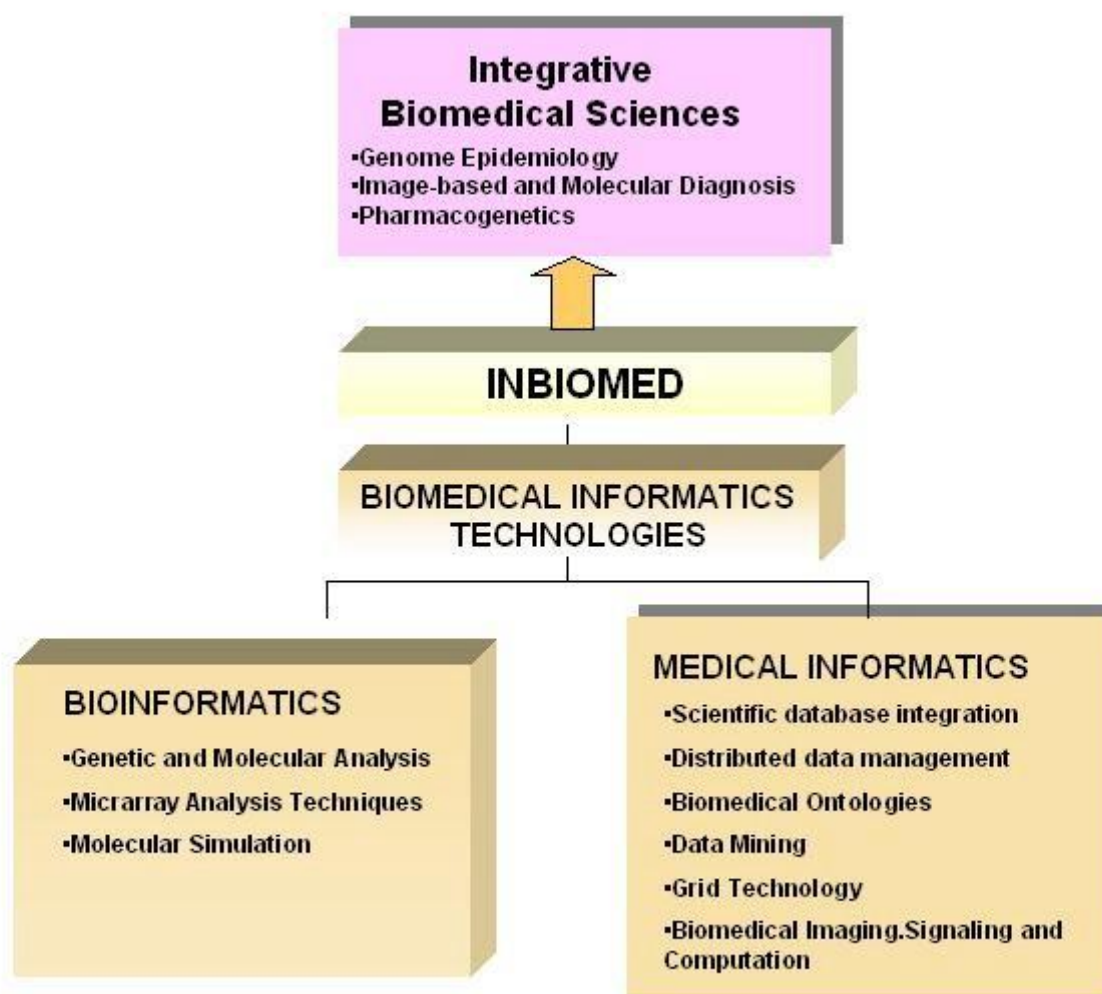 Integrative
Biomedical Sciences
▪Genome Epidemiology
▪Image-based and Molecular Diagnosis
▪Pharmacogenetics
INBIOMED
BIOMEDICAL INFORMATICS
TECHNOLOGIES
BIOINFORMATICS
▪Genetic and Molecular Analysis
▪Micrarray Analysis Techniques
▪Molecular Simulation
MEDICAL INFORMATICS
▪Scientific database integration
▪Distributed data management
▪Biomedical Ontologies
▪Data Mining
▪Grid Technology
▪Biomedical Imaging.Signaling and
Computation